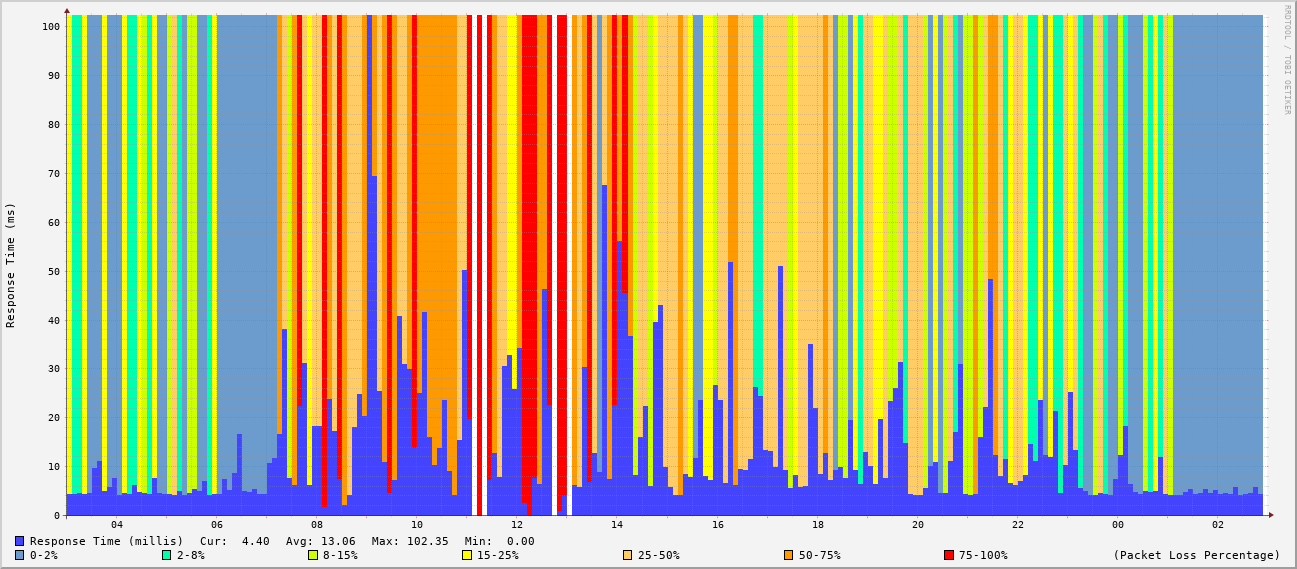 RRDTOOL / TOBI OETIKER
Response Time (ms)
100
90
80
70
60
50
40
30
20
10
0
04 06 08 10 12 14 16 18 20 22 00 02
Response Time (millis) Cur: 4.40 Avg: 13.06 Max: 102.35 Min: 0.00
0-2% 2-8% 8-15% 15-25% 25-50% 50-75% 75-100% (Packet Loss Percentage)